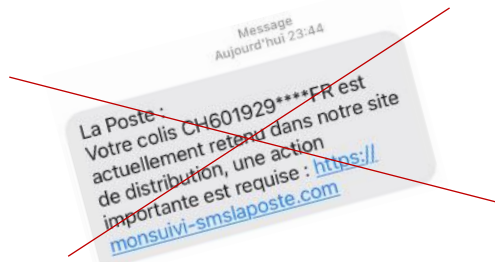 Message
Aujourd'hui 23:44
La Poste :
Votre colis CH601929****FR est
actuellement retenu dans notre site
de distribution, une action
importante est requise : https://
monsuivi-smslaposte.com